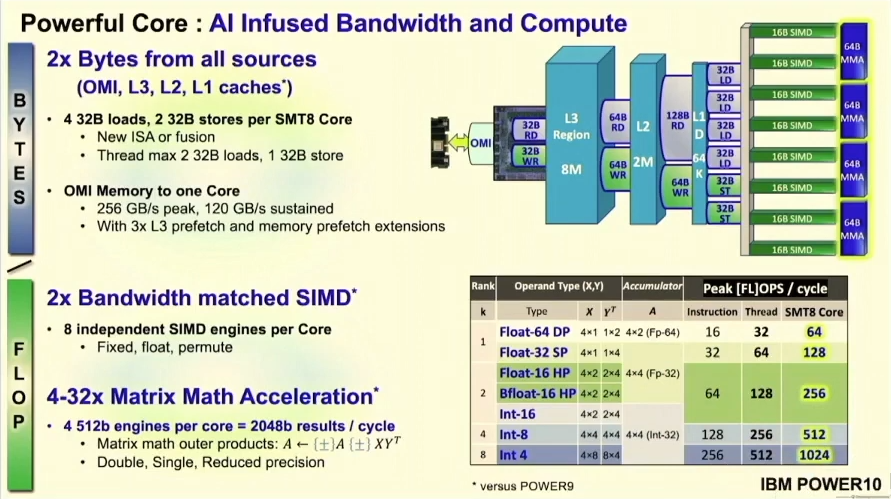 Powerful Core : AI Infused Bandwidth and Compute
BYTES
2x Bytes from all sources
(OMI, L3, L2, L1 caches*)
• 4 32B loads, 2 32B stores per SMT8 Core
• New ISA or fusion
• Thread max 2 32B loads, 1 32B store
• OMI Memory to one Core
• 256 GB/s peak, 120 GB/s sustained
• With 3x L3 prefetch and memory prefetch extensions
/
FLOP
2x Bandwidth matched SIMD*
• 8 independent SIMD engines per Core
• Fixed, float, permute
4-32x Matrix Math Acceleration*
• 4 512b engines per core = 2048b results / cycle
• Matrix math outer products: A ← {±}A {±} XYᵀ
• Double, Single, Reduced precision
OMI
32B RD
32B WR
L3 Region 8M
64B RD
64B WR
L2 2M
128B RD
64B WR
L1 D 64 K
32B LD
32B LD
32B LD
32B LD
32B ST
32B ST
16B SIMD
16B SIMD
16B SIMD
16B SIMD
16B SIMD
16B SIMD
16B SIMD
16B SIMD
64B MMA
64B MMA
64B MMA
64B MMA
Rank Operand Type (X,Y) Accumulator Peak [FL]OPS / cycle
k Type X Yᵀ A Instruction Thread SMT8 Core
1 Float-64 DP 4×1 1×2 4×2 (Fp-64) 16 32 64
Float-32 SP 4×1 1×4 32 64 128
2 Float-16 HP 4×2 2×4 4×4 (Fp-32) 64 128 256
Bfloat-16 HP 4×2 2×4
Int-16 4×2 2×4
4 Int-8 4×4 4×4 4×4 (Int-32) 128 256 512
8 Int 4 4×8 8×4 256 512 1024
* versus POWER9
IBM POWER10